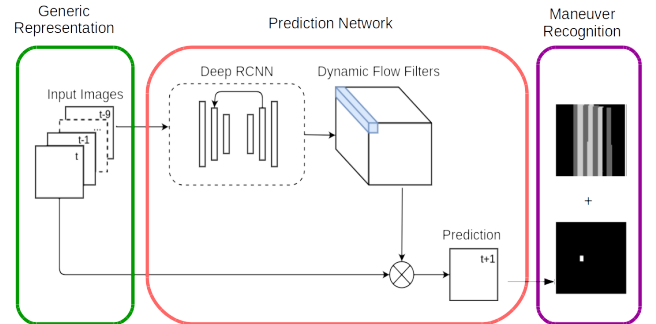 Generic
Representation
Prediction Network
Maneuver
Recognition
Input Images
t-9
...
t-1
t
Deep RCNN
Dynamic Flow Filters
Prediction
t+1
+